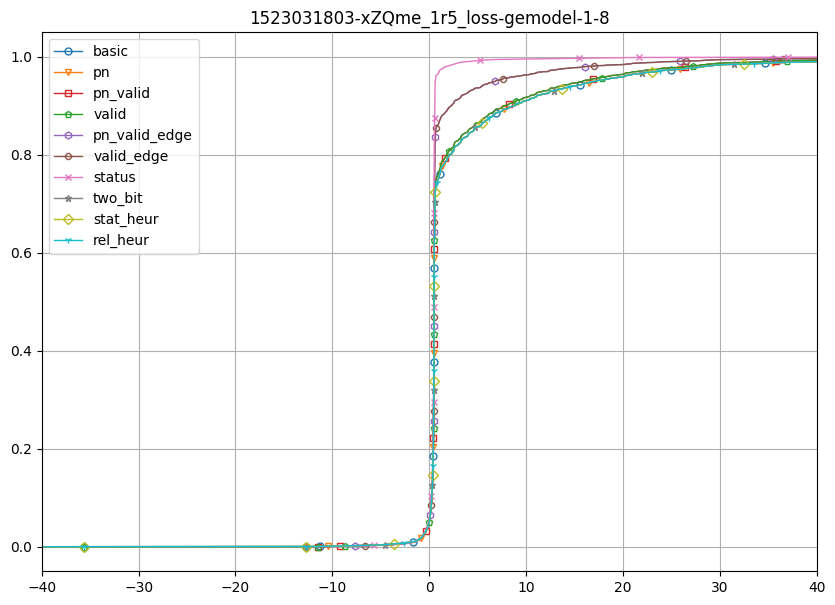 1523031803-xZQme_1r5_loss-gemodel-1-8
basic
pn
pn_valid
valid
pn_valid_edge
valid_edge
status
two_bit
stat_heur
rel_heur
1.0
0.8
0.6
0.4
0.2
0.0
−40 −30 −20 −10 0 10 20 30 40